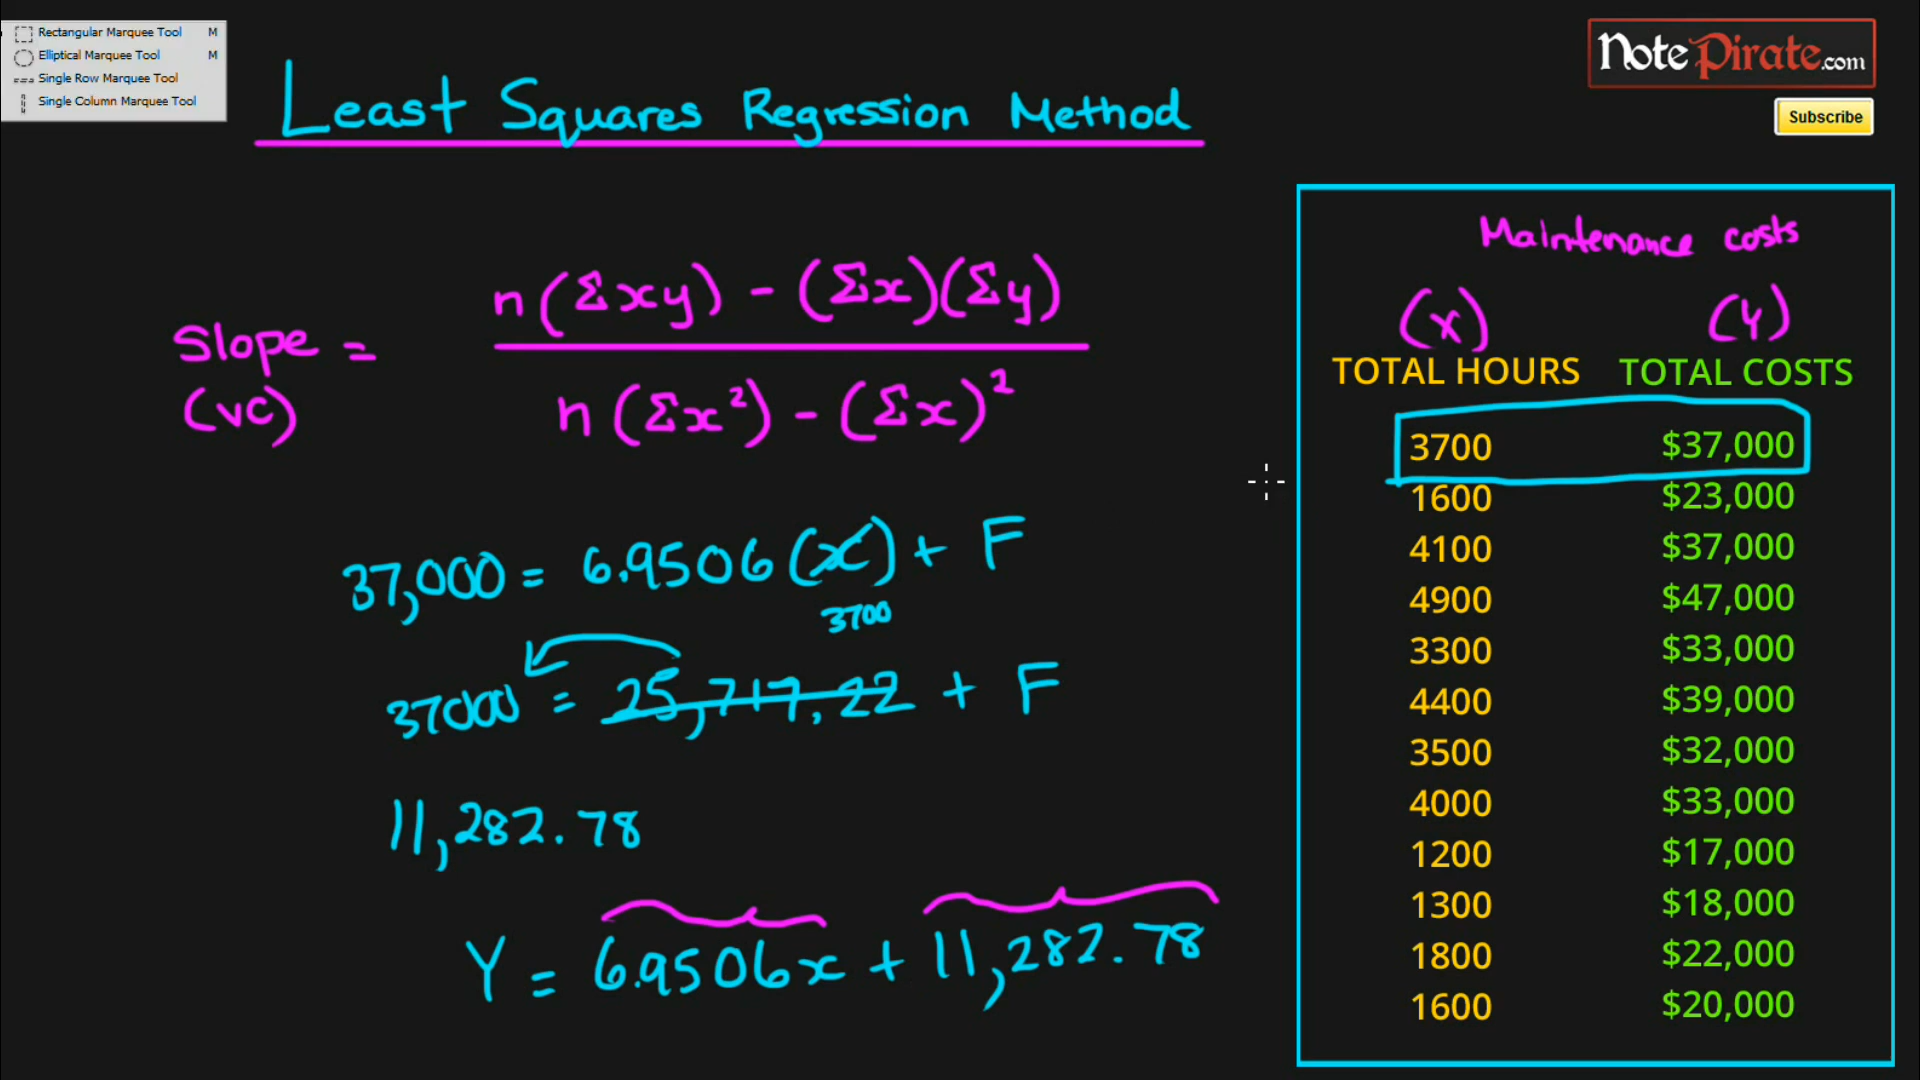 Rectangular Marquee Tool M
Elliptical Marquee Tool M
Single Row Marquee Tool
Single Column Marquee Tool
NotePirate.com
Subscribe
Least Squares Regression Method
Slope = n(Σxy) - (Σx)(Σy)
(VC) n(Σx²) - (Σx)²
37,000 = 6.9506(x) + F
3700
37000 = 25,717.22 + F
11,282.78
Y = 6.9506x + 11,282.78
Maintenance costs
(x) (Y)
TOTAL HOURS TOTAL COSTS
3700 $37,000
1600 $23,000
4100 $37,000
4900 $47,000
3300 $33,000
4400 $39,000
3500 $32,000
4000 $33,000
1200 $17,000
1300 $18,000
1800 $22,000
1600 $20,000